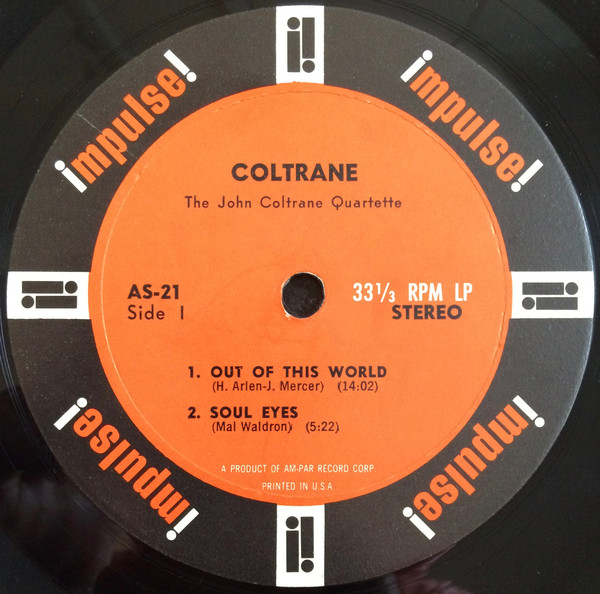 impulse!
impulse!
COLTRANE
The John Coltrane Quartette
AS-21
Side 1
33 1/3 RPM LP
STEREO
1. OUT OF THIS WORLD
(H. Arlen-J. Mercer) (14:02)
2. SOUL EYES
(Mal Waldron) (5:22)
A PRODUCT OF AM-PAR RECORD CORP.
PRINTED IN U.S.A.
impulse!
impulse!